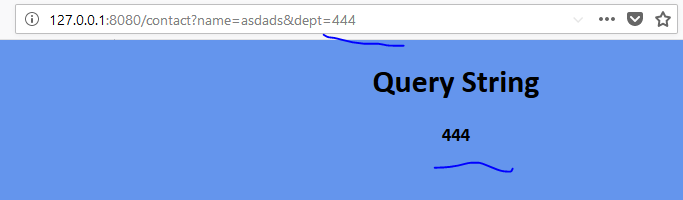 127.0.0.1:8080/contact?name=asdads&dept=444
Query String
444